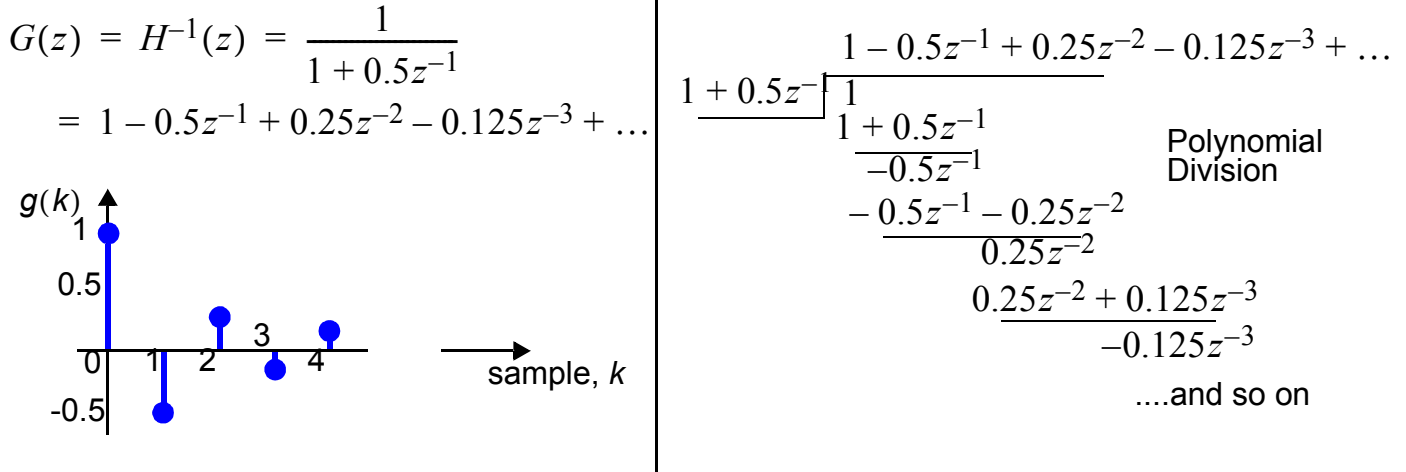 G(z) = H⁻¹(z) = 1 / (1 + 0.5z⁻¹)
= 1 – 0.5z⁻¹ + 0.25z⁻² – 0.125z⁻³ + …
g(k)
1
0.5
0 1 2 3 4
-0.5
sample, k
1 – 0.5z⁻¹ + 0.25z⁻² – 0.125z⁻³ + …
1 + 0.5z⁻¹ 1
1 + 0.5z⁻¹
–0.5z⁻¹
– 0.5z⁻¹ – 0.25z⁻²
0.25z⁻²
0.25z⁻² + 0.125z⁻³
–0.125z⁻³
....and so on
Polynomial
Division